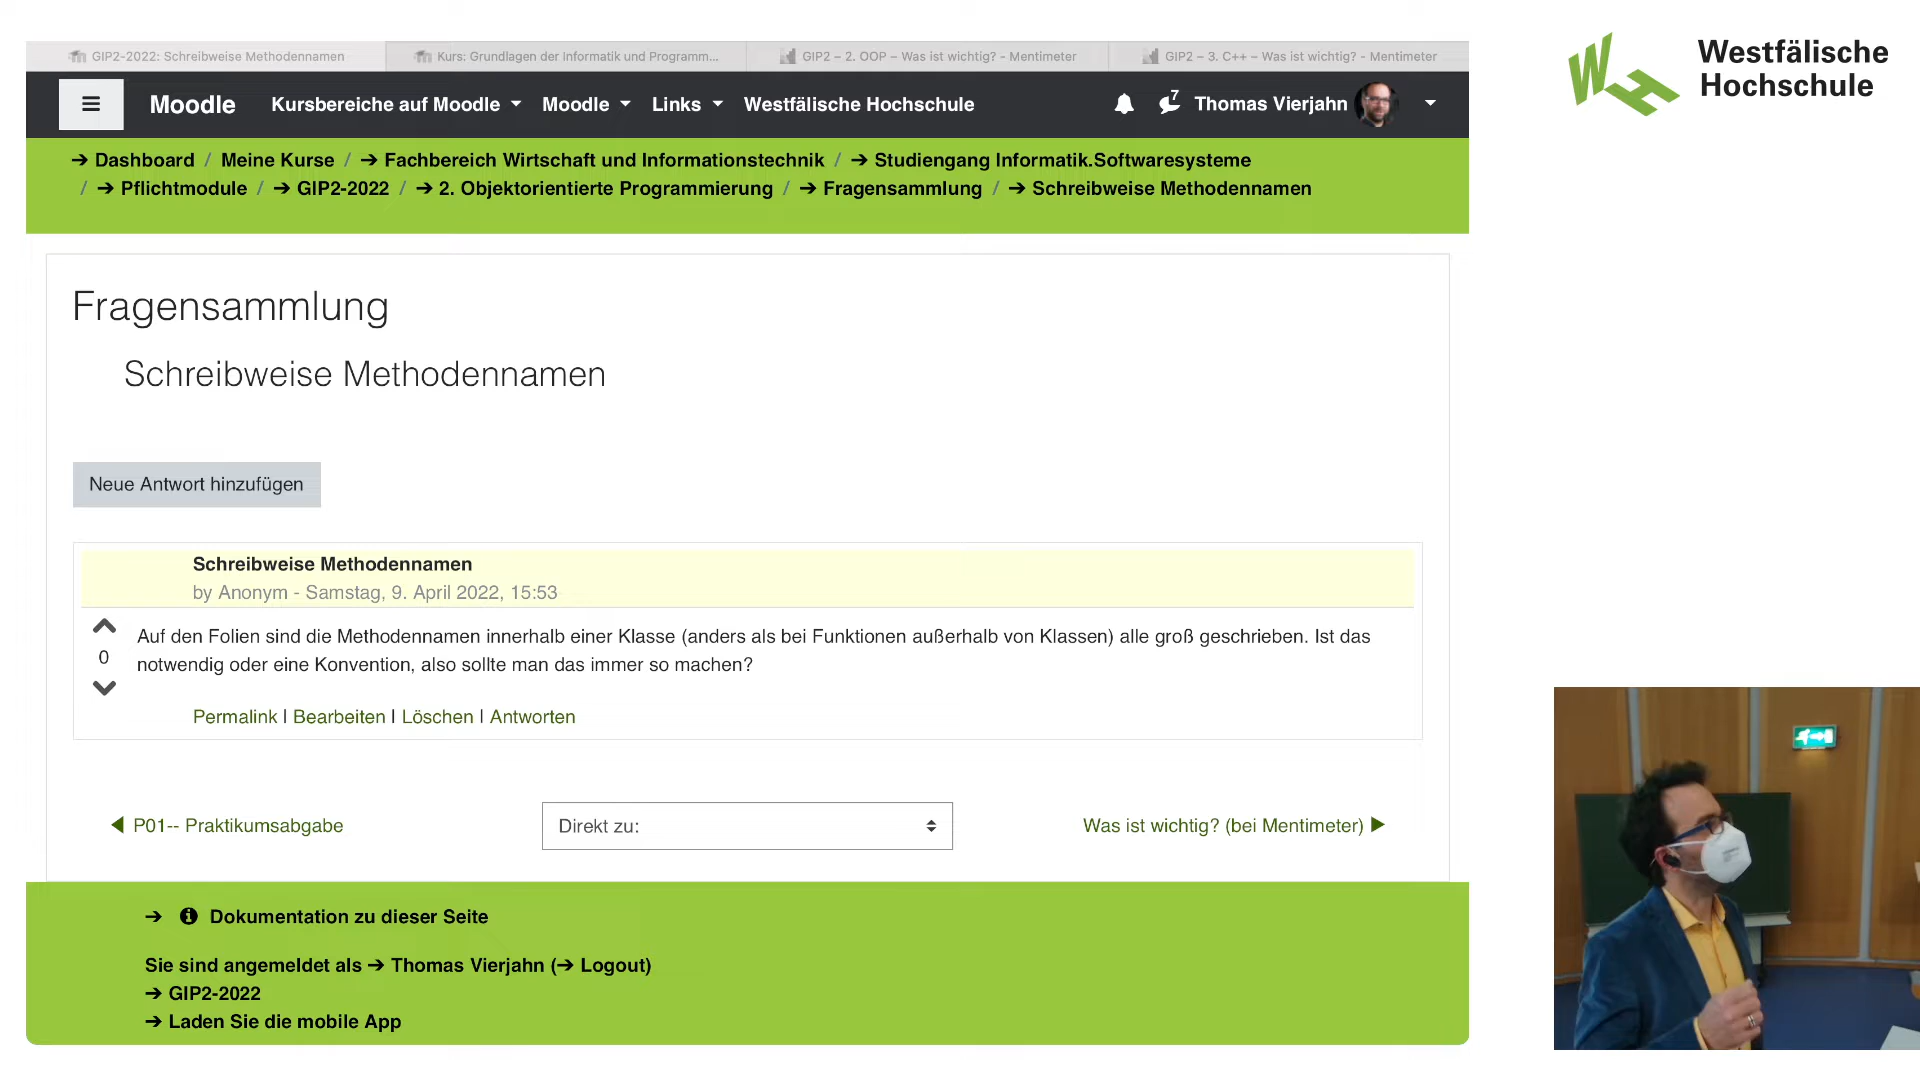 GIP2-2022: Schreibweise Methodennamen
Kurs: Grundlagen der Informatik und Programm...
GIP2 – 2. OOP – Was ist wichtig? - Mentimeter
GIP2 – 3. C++ – Was ist wichtig? - Mentimeter
Westfälische
Hochschule
Moodle Kursbereiche auf Moodle Moodle Links Westfälische Hochschule 7 Thomas Vierjahn
→ Dashboard / Meine Kurse / → Fachbereich Wirtschaft und Informationstechnik / → Studiengang Informatik.Softwaresysteme
/ → Pflichtmodule / → GIP2-2022 / → 2. Objektorientierte Programmierung / → Fragensammlung / → Schreibweise Methodennamen
Fragensammlung
Schreibweise Methodennamen
Neue Antwort hinzufügen
Schreibweise Methodennamen
by Anonym - Samstag, 9. April 2022, 15:53
Auf den Folien sind die Methodennamen innerhalb einer Klasse (anders als bei Funktionen außerhalb von Klassen) alle groß geschrieben. Ist das
0
notwendig oder eine Konvention, also sollte man das immer so machen?
Permalink | Bearbeiten | Löschen | Antworten
◀ P01-- Praktikumsabgabe
Direkt zu:
Was ist wichtig? (bei Mentimeter) ▶
→ Dokumentation zu dieser Seite
Sie sind angemeldet als → Thomas Vierjahn (→ Logout)
→ GIP2-2022
→ Laden Sie die mobile App